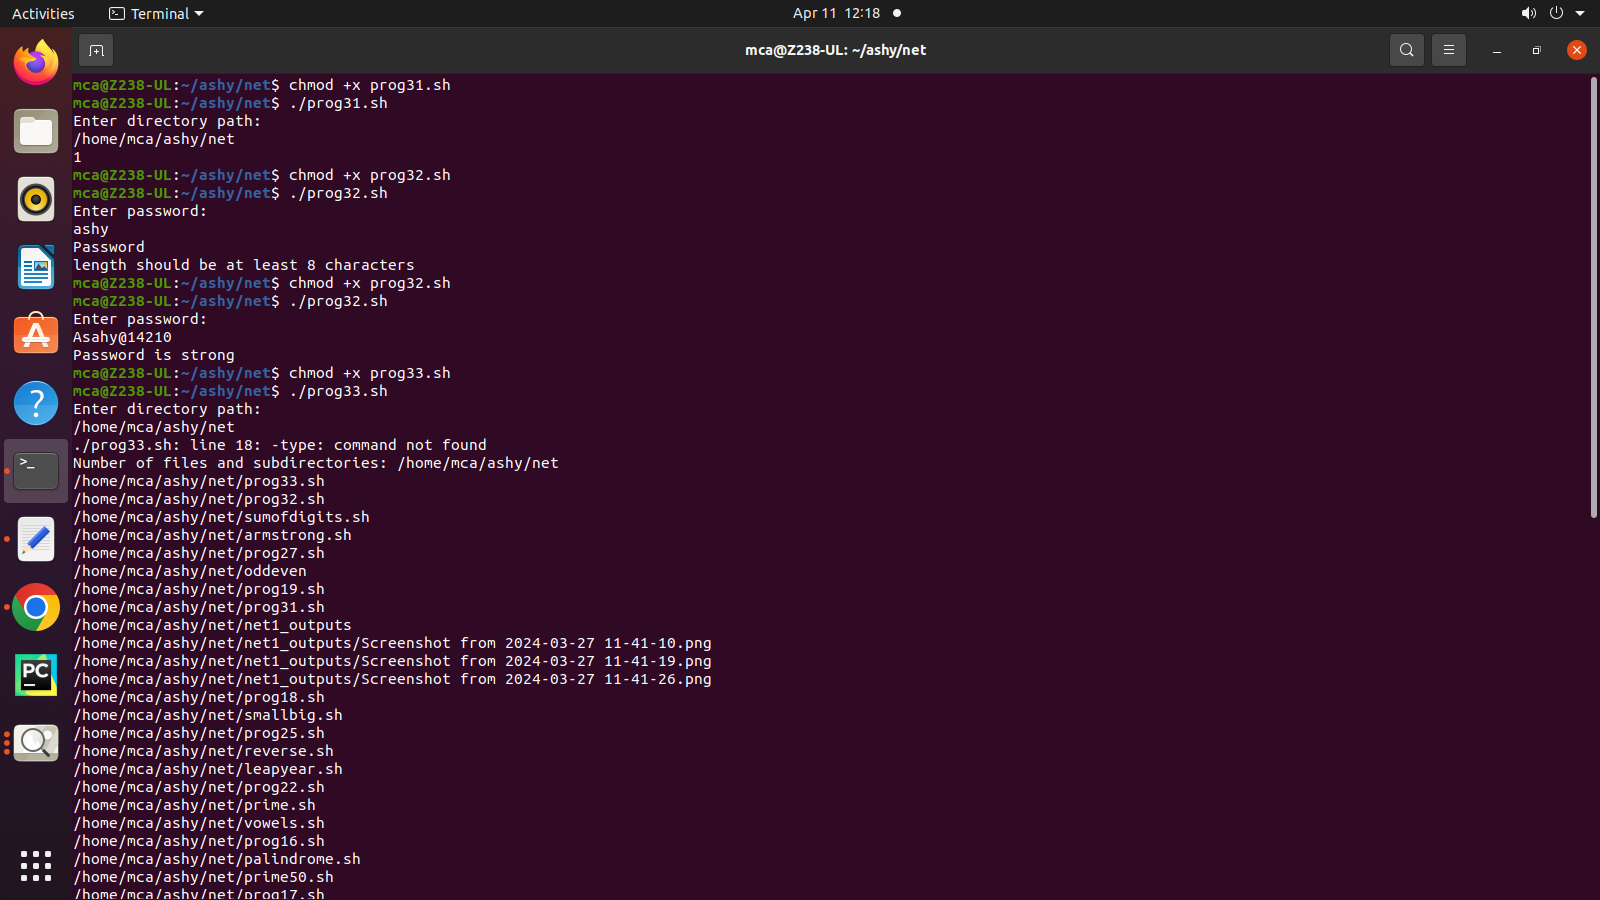 Activities Terminal Apr 11 12:18
mca@Z238-UL: ~/ashy/net
mca@Z238-UL:~/ashy/net$ chmod +x prog31.sh
mca@Z238-UL:~/ashy/net$ ./prog31.sh
Enter directory path:
/home/mca/ashy/net
1
mca@Z238-UL:~/ashy/net$ chmod +x prog32.sh
mca@Z238-UL:~/ashy/net$ ./prog32.sh
Enter password:
ashy
Password
length should be at least 8 characters
mca@Z238-UL:~/ashy/net$ chmod +x prog32.sh
mca@Z238-UL:~/ashy/net$ ./prog32.sh
Enter password:
Asahy@14210
Password is strong
mca@Z238-UL:~/ashy/net$ chmod +x prog33.sh
mca@Z238-UL:~/ashy/net$ ./prog33.sh
Enter directory path:
/home/mca/ashy/net
./prog33.sh: line 18: -type: command not found
Number of files and subdirectories: /home/mca/ashy/net
/home/mca/ashy/net/prog33.sh
/home/mca/ashy/net/prog32.sh
/home/mca/ashy/net/sumofdigits.sh
/home/mca/ashy/net/armstrong.sh
/home/mca/ashy/net/prog27.sh
/home/mca/ashy/net/oddeven
/home/mca/ashy/net/prog19.sh
/home/mca/ashy/net/prog31.sh
/home/mca/ashy/net/net1_outputs
/home/mca/ashy/net/net1_outputs/Screenshot from 2024-03-27 11-41-10.png
/home/mca/ashy/net/net1_outputs/Screenshot from 2024-03-27 11-41-19.png
/home/mca/ashy/net/net1_outputs/Screenshot from 2024-03-27 11-41-26.png
/home/mca/ashy/net/prog18.sh
/home/mca/ashy/net/smallbig.sh
/home/mca/ashy/net/prog25.sh
/home/mca/ashy/net/reverse.sh
/home/mca/ashy/net/leapyear.sh
/home/mca/ashy/net/prog22.sh
/home/mca/ashy/net/prime.sh
/home/mca/ashy/net/vowels.sh
/home/mca/ashy/net/prog16.sh
/home/mca/ashy/net/palindrome.sh
/home/mca/ashy/net/prime50.sh
/home/mca/ashy/net/prog17.sh
>_
?
PC